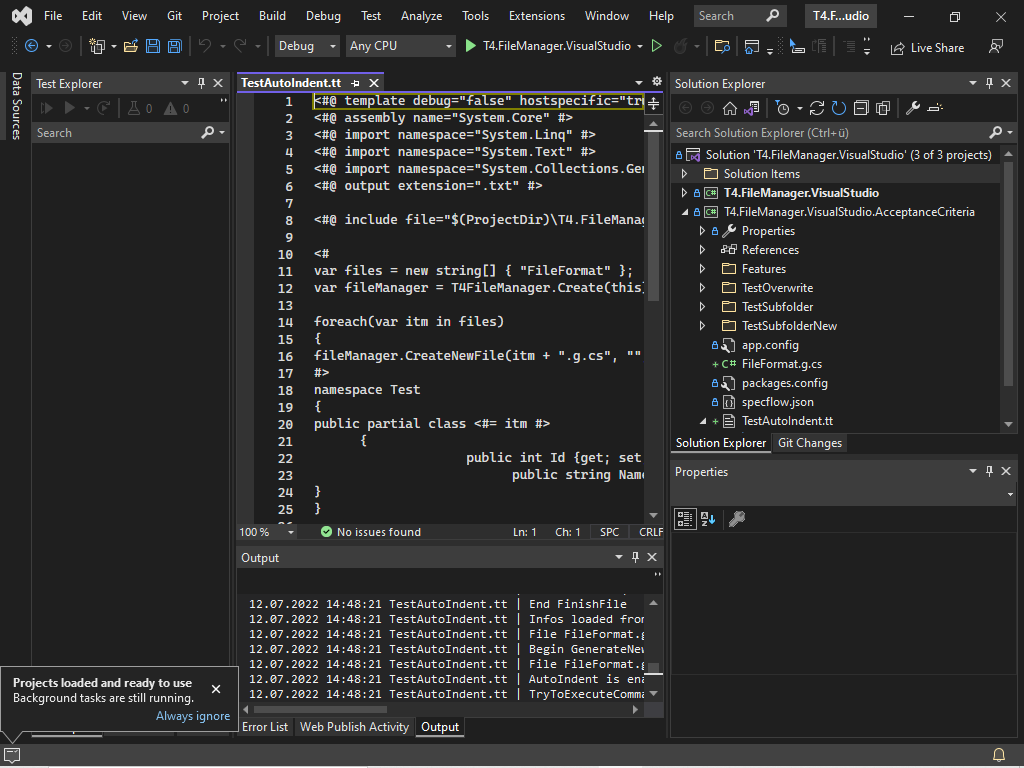 File Edit View Git Project Build Debug Test Analyze Tools Extensions Window Help Search T4.F...udio
Debug Any CPU T4.FileManager.VisualStudio Live Share
Data Sources
Test Explorer
0 0
Search
TestAutoIndent.tt
1 <#@ template debug="false" hostspecific="tr
2 <#@ assembly name="System.Core" #>
3 <#@ import namespace="System.Linq" #>
4 <#@ import namespace="System.Text" #>
5 <#@ import namespace="System.Collections.Gen
6 <#@ output extension=".txt" #>
7
8 <#@ include file="$(ProjectDir)\T4.FileManag
9
10 <#
11 var files = new string[] { "FileFormat" };
12 var fileManager = T4FileManager.Create(this)
13
14 foreach(var itm in files)
15 {
16 fileManager.CreateNewFile(itm + ".g.cs", ""
17 #>
18 namespace Test
19 {
20 public partial class <#= itm #>
21 {
22 public int Id {get; set
23 public string Name
24 }
25 }
100 % No issues found Ln: 1 Ch: 1 SPC CRLF
Output
12.07.2022 14:48:21 TestAutoIndent.tt | End FinishFile
12.07.2022 14:48:21 TestAutoIndent.tt | Infos loaded from
12.07.2022 14:48:21 TestAutoIndent.tt | File FileFormat.g
12.07.2022 14:48:21 TestAutoIndent.tt | Begin GenerateNew
12.07.2022 14:48:21 TestAutoIndent.tt | File FileFormat.g
12.07.2022 14:48:21 TestAutoIndent.tt | AutoIndent is ena
12.07.2022 14:48:21 TestAutoIndent.tt | TryToExecuteComma
Error List Web Publish Activity Output
Solution Explorer
Search Solution Explorer (Ctrl+ü)
Solution 'T4.FileManager.VisualStudio' (3 of 3 projects)
Solution Items
C# T4.FileManager.VisualStudio
C# T4.FileManager.VisualStudio.AcceptanceCriteria
Properties
References
Features
TestOverwrite
TestSubfolder
TestSubfolderNew
app.config
+ C# FileFormat.g.cs
packages.config
specflow.json
+ TestAutoIndent.tt
Solution Explorer Git Changes
Properties
Projects loaded and ready to use
Background tasks are still running.
Always ignore